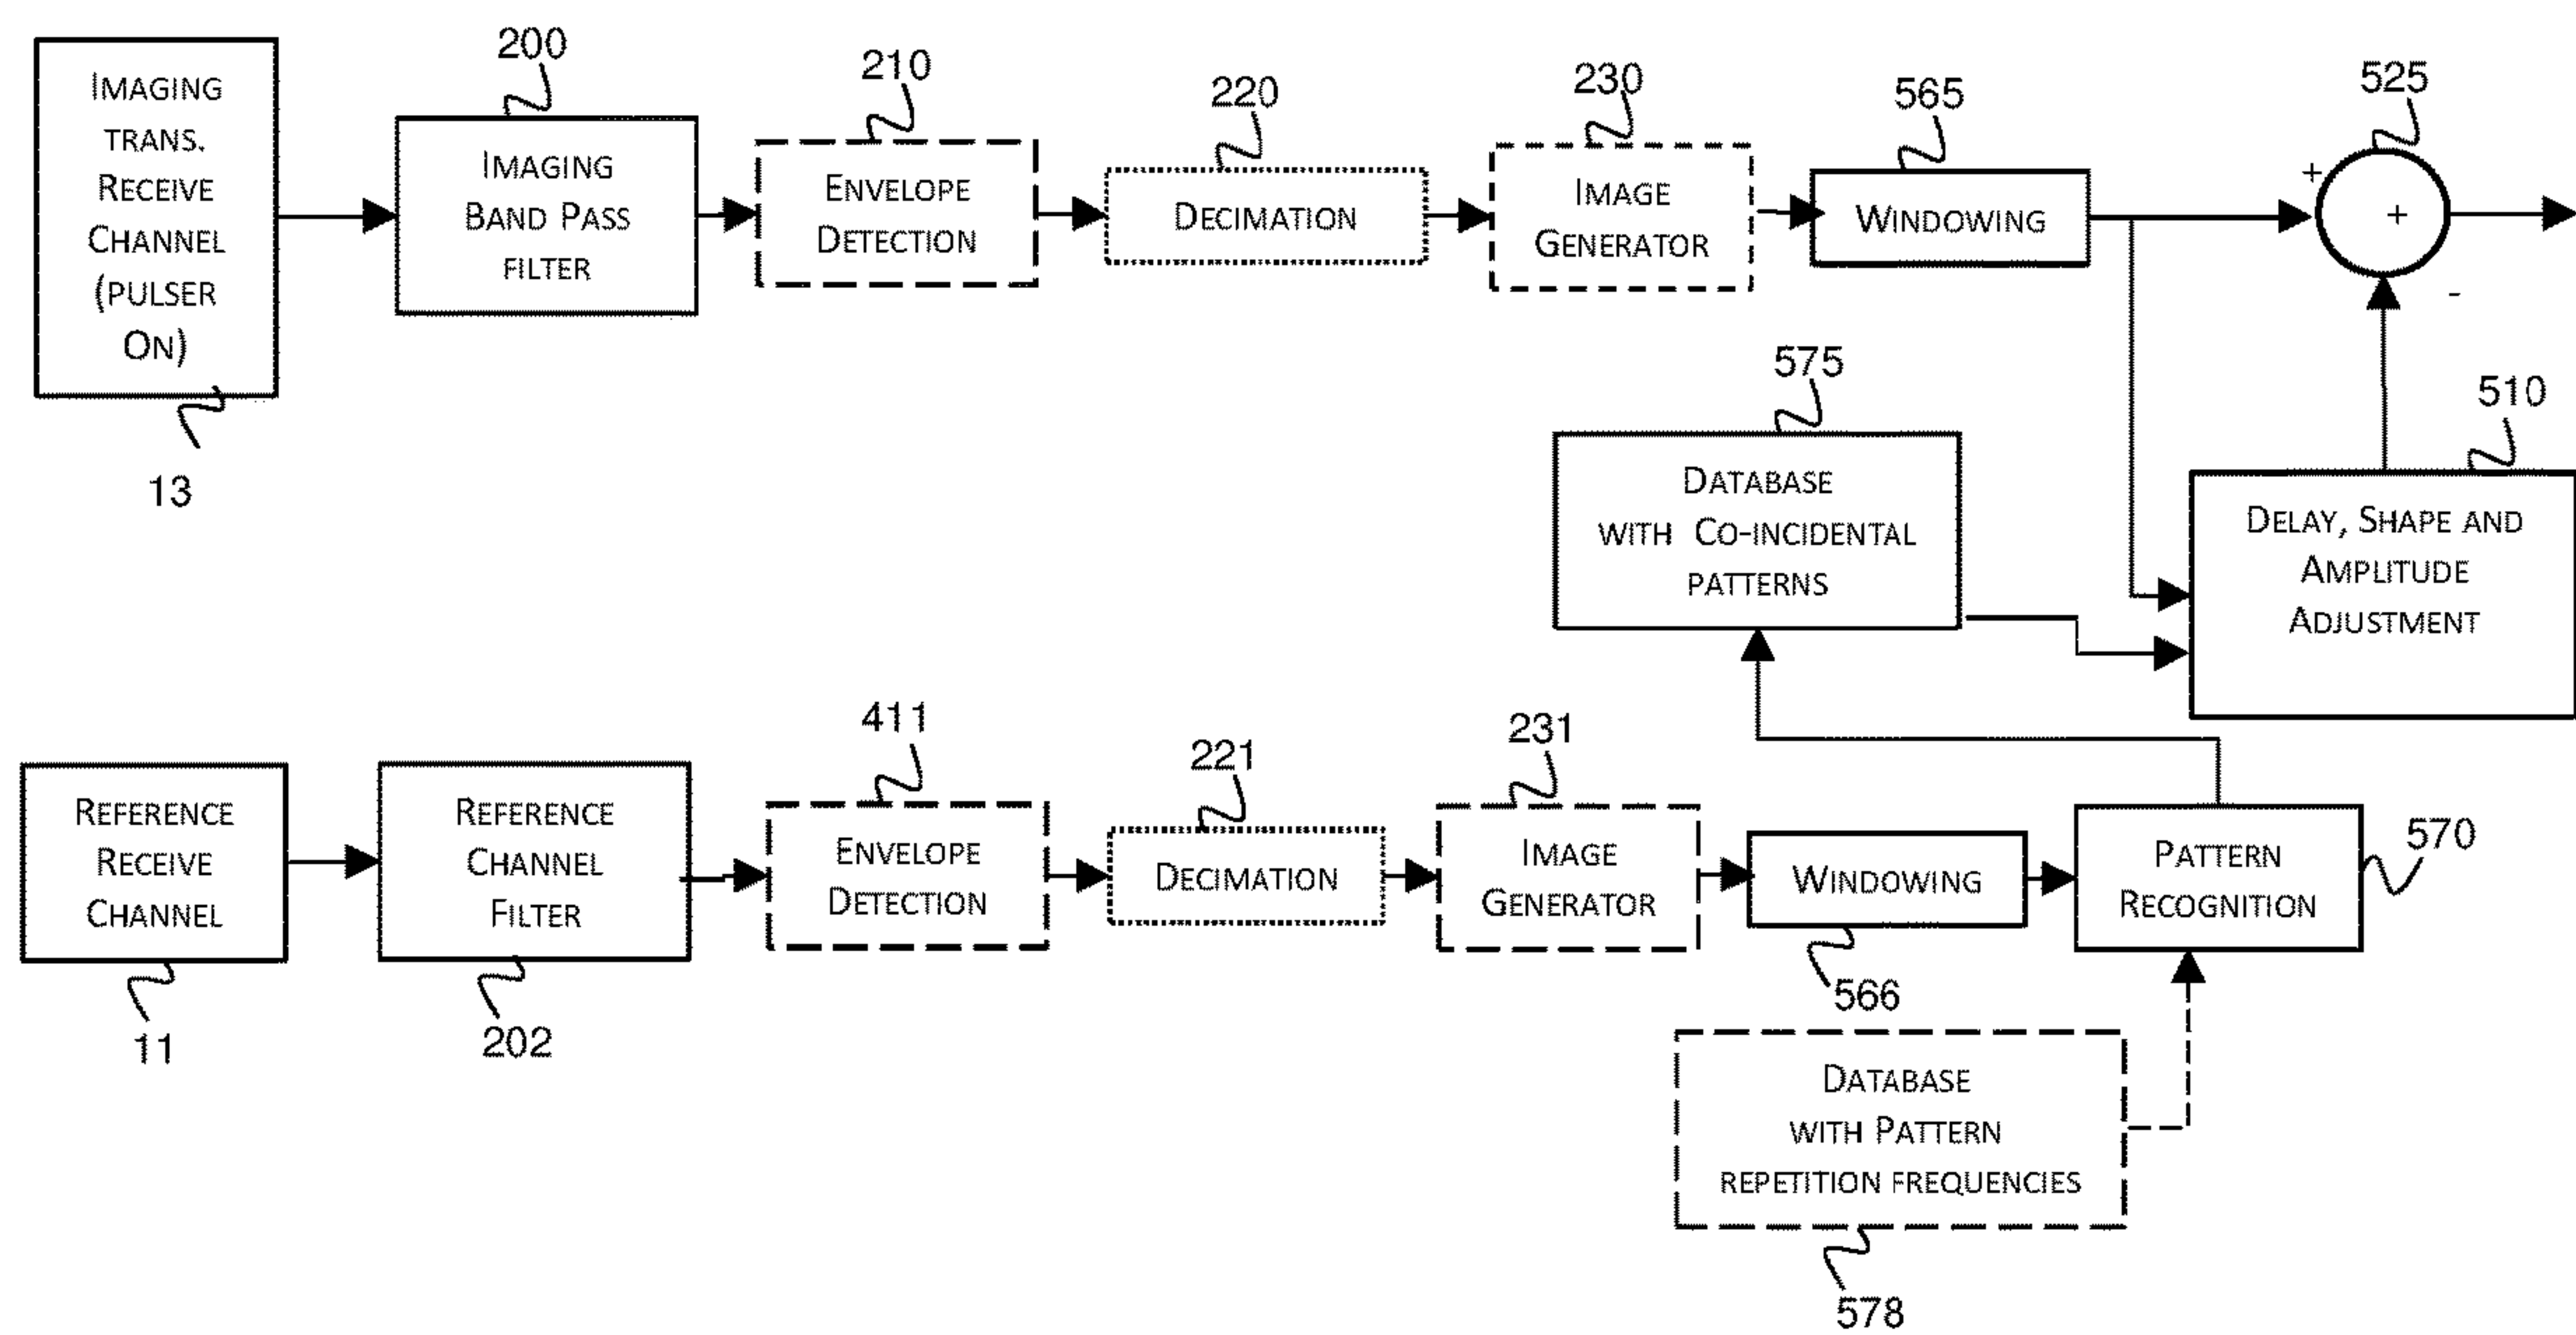 200
210
220
230
565
525
IMAGING
TRANS.
RECEIVE
CHANNEL
(PULSER
ON)
13
IMAGING
BAND PASS
FILTER
ENVELOPE
DETECTION
DECIMATION
IMAGE
GENERATOR
WINDOWING
+
+
-
575
510
DATABASE
WITH CO-INCIDENTAL
PATTERNS
DELAY, SHAPE AND
AMPLITUDE
ADJUSTMENT
411
221
231
REFERENCE
RECEIVE
CHANNEL
11
REFERENCE
CHANNEL
FILTER
202
ENVELOPE
DETECTION
DECIMATION
IMAGE
GENERATOR
WINDOWING
566
PATTERN
RECOGNITION
570
DATABASE
WITH PATTERN
REPETITION FREQUENCIES
578